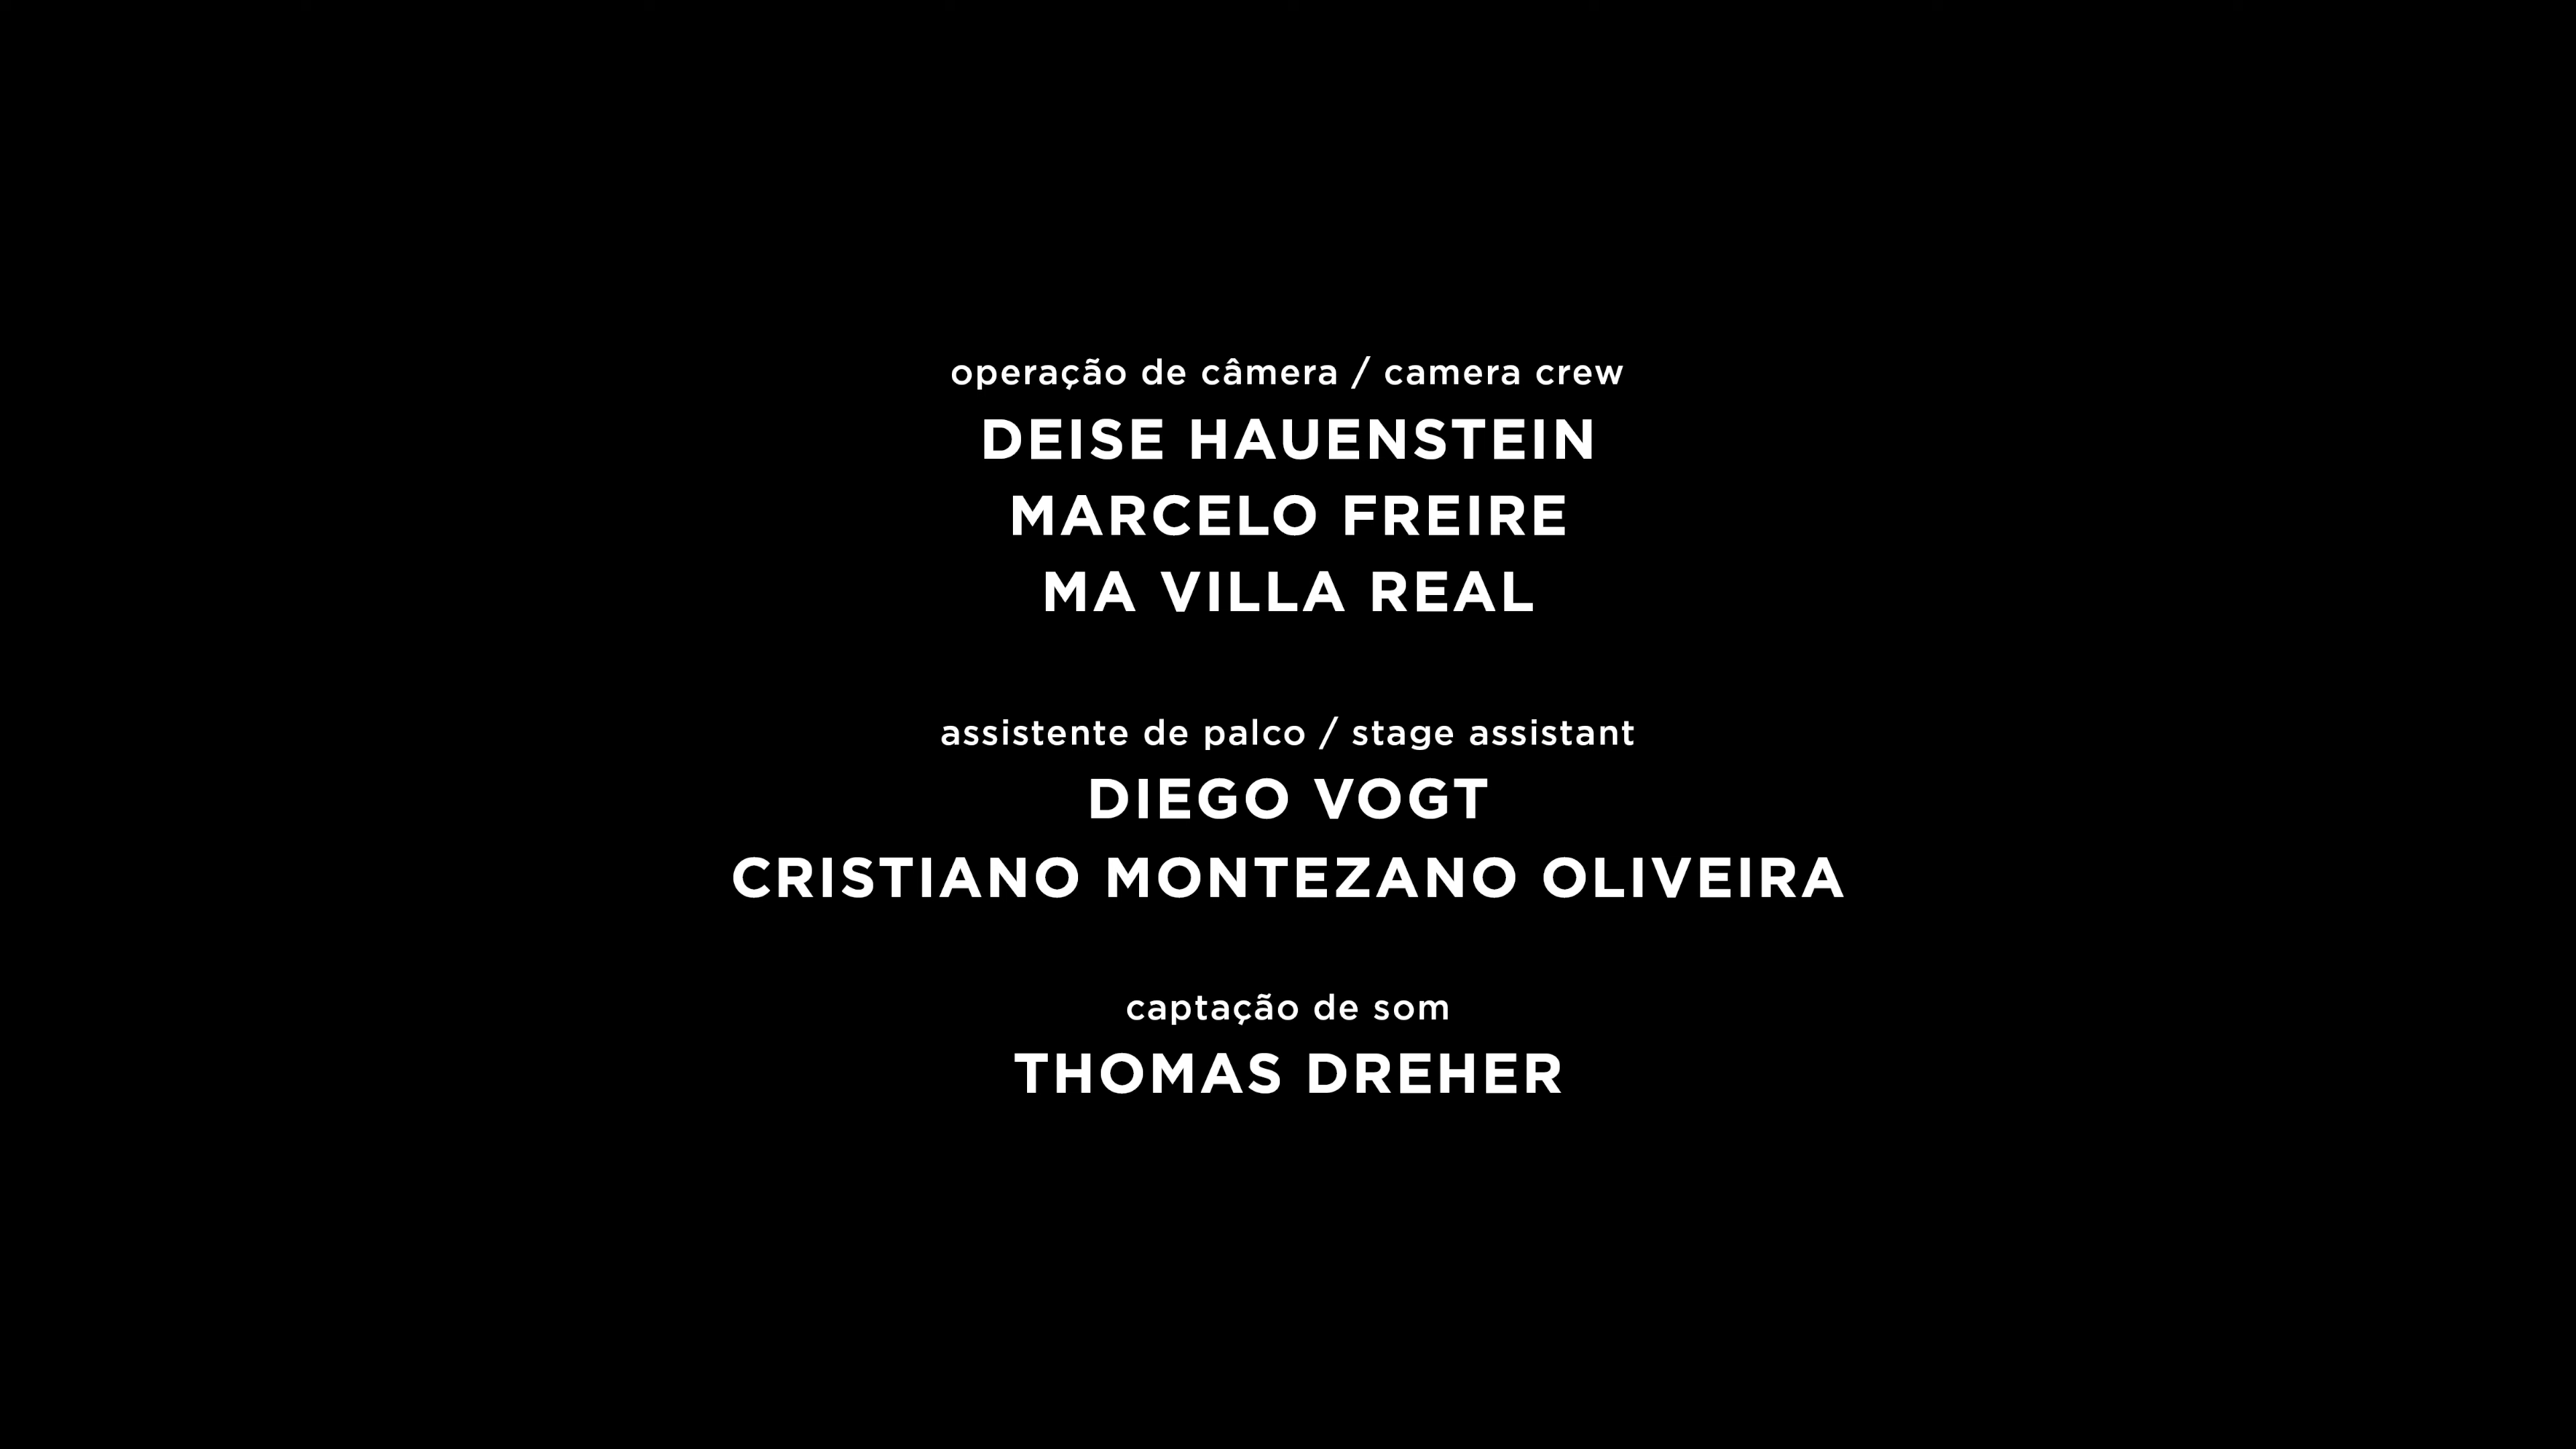 operação de câmera / camera crew
DEISE HAUENSTEIN
MARCELO FREIRE
MA VILLA REAL
assistente de palco / stage assistant
DIEGO VOGT
CRISTIANO MONTEZANO OLIVEIRA
captação de som
THOMAS DREHER